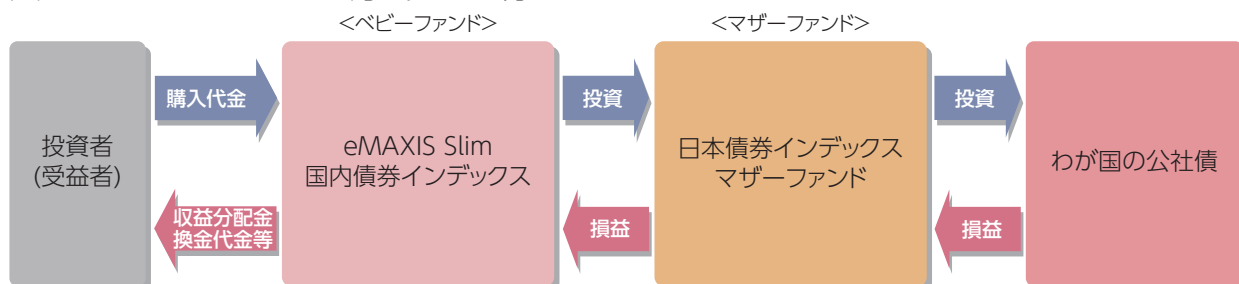 <ベビーファンド>
<マザーファンド>
投資者
(受益者)
購入代金
収益分配金
換金代金等
eMAXIS Slim
国内債券インデックス
投資
損益
日本債券インデックス
マザーファンド
投資
損益
わが国の公社債